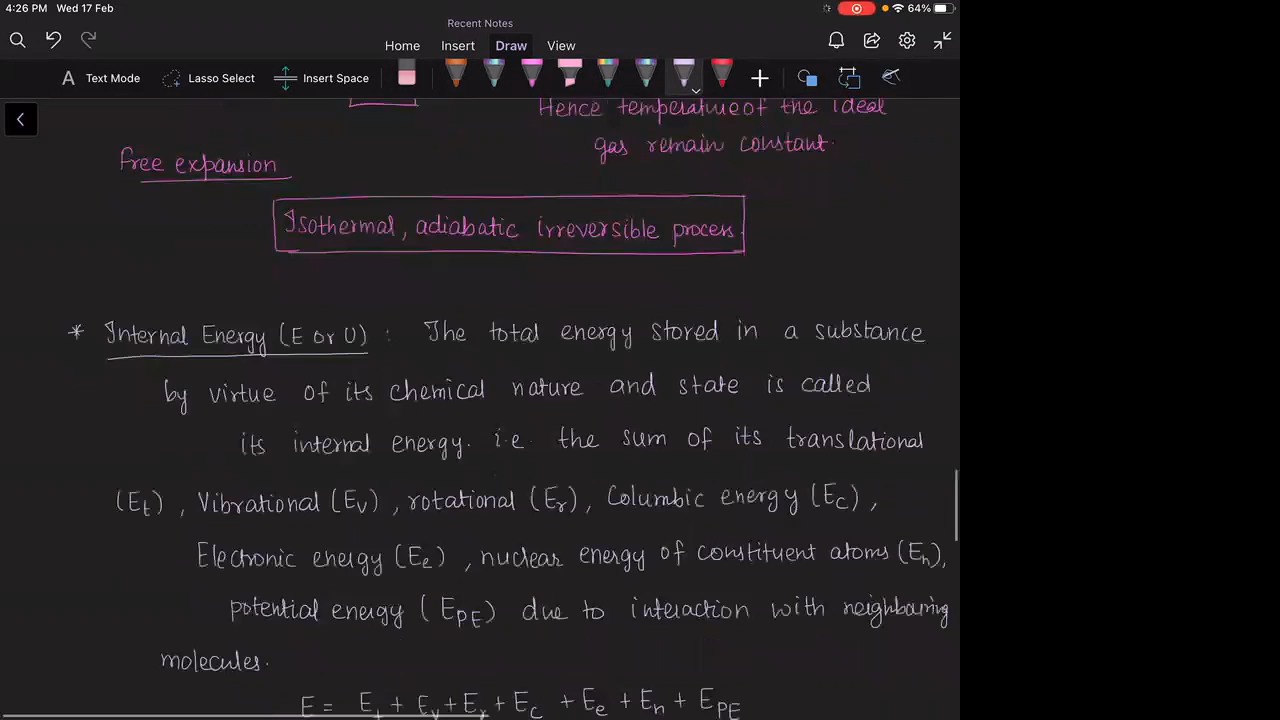 4:26 PM Wed 17 Feb
64%
Recent Notes
Home Insert Draw View
Text Mode Lasso Select Insert Space
Hence temperature of the ideal
gas remain constant.
free expansion
Isothermal, adiabatic irreversible process.
* Internal Energy (E or U) : The total energy stored in a substance
by virtue of its chemical nature and state is called
its internal energy. i.e. the sum of its translational
(Et), Vibrational (Ev), rotational (Er), Columbic energy (Ec),
Electronic energy (Ee), nuclear energy of constituent atoms (En),
potential energy (EPE) due to interaction with neighbouring
molecules.
E = Et + Ev + Er + Ec + Ee + En + EPE